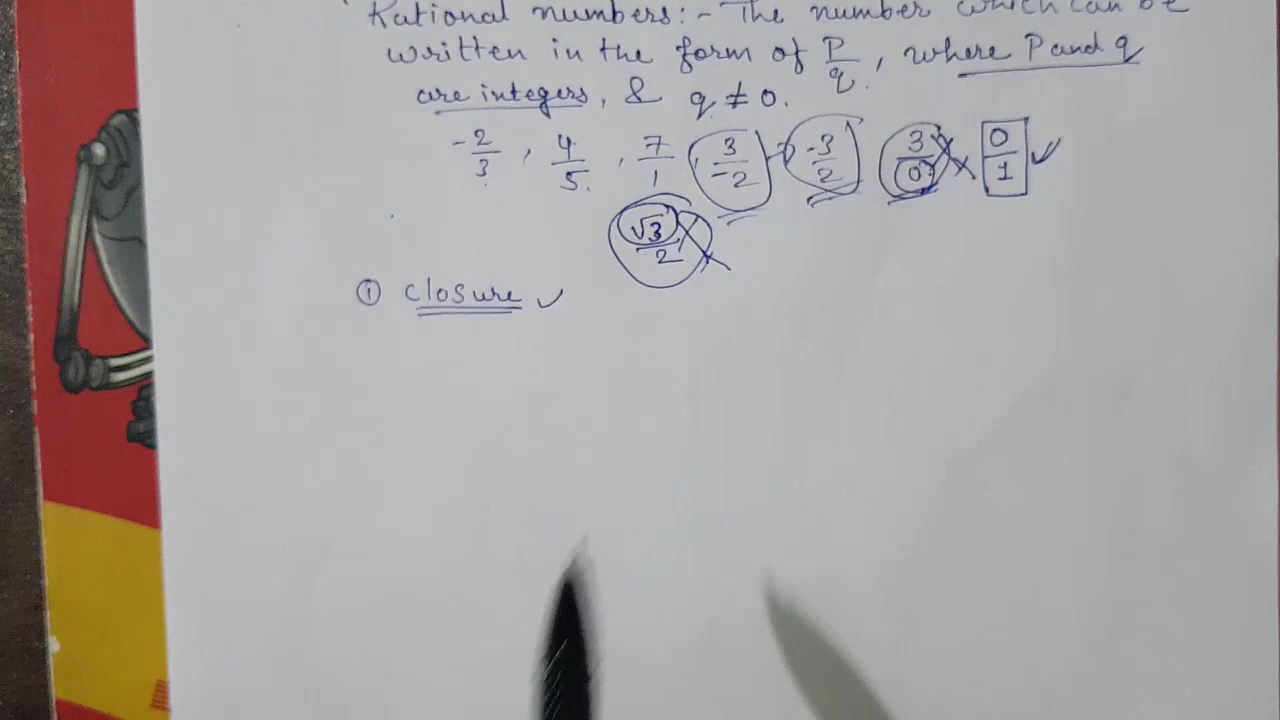 Rational numbers:- The number which can be
written in the form of P/q, where P and q
are integers, & q ≠ 0.
-2/3, 4/5, 7/1, 3/-2 → -3/2 3/0 × 0/1 ✓
√3/2 ×
① closure ✓